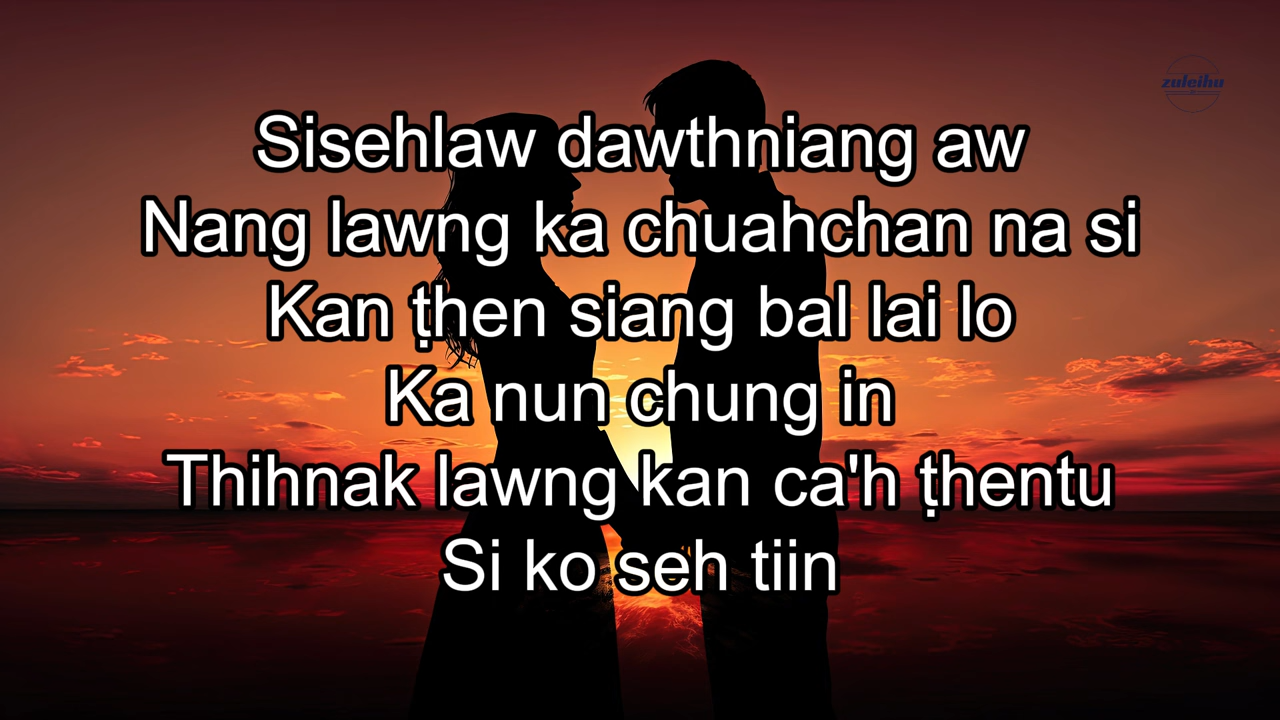 zuleihu
Sisehlaw dawthniang aw
Nang lawng ka chuahchan na si
Kan ṭhen siang bal lai lo
Ka nun chung in
Thihnak lawng kan ca'h ṭhentu
Si ko seh tiin